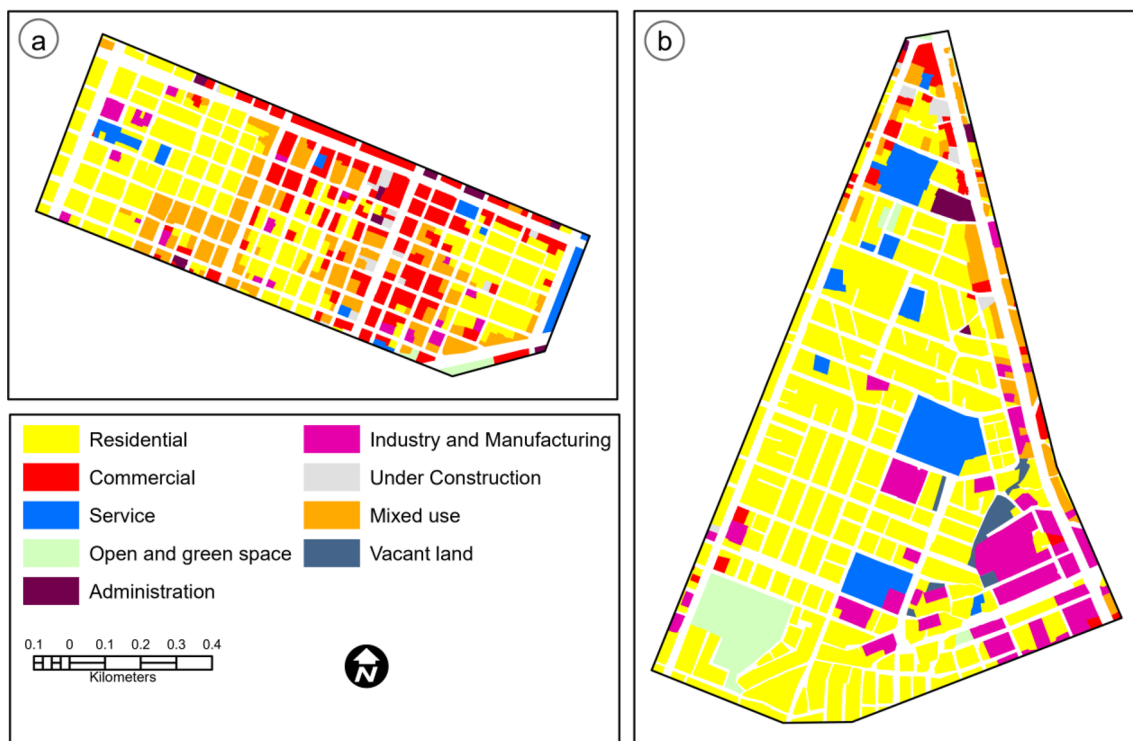 a
b
Residential
Industry and Manufacturing
Commercial
Under Construction
Service
Mixed use
Open and green space
Vacant land
Administration
0.1 0 0.1 0.2 0.3 0.4
Kilometers
N